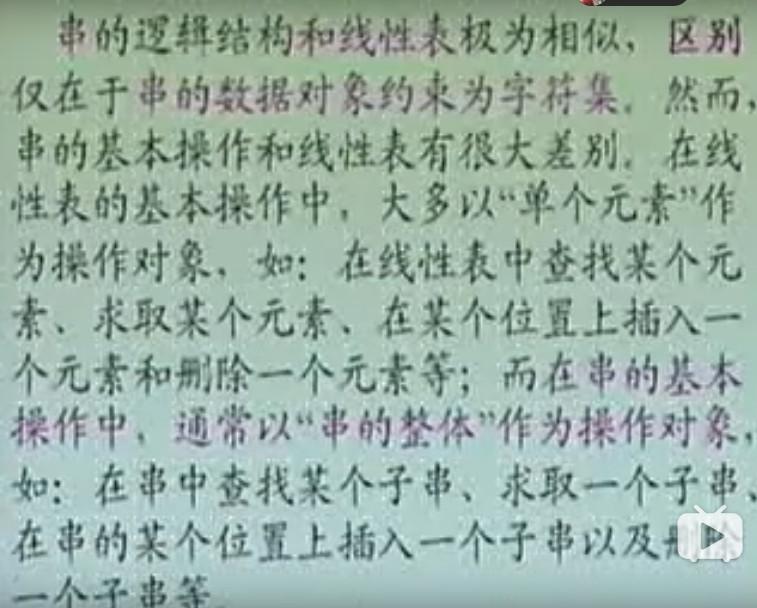 串的逻辑结构和线性表极为相似，区别
仅在于串的数据对象约束为字符集。然而，
串的基本操作和线性表有很大差别。在线
性表的基本操作中，大多以“单个元素”作
为操作对象，如：在线性表中查找某个元
素、求取某个元素、在某个位置上插入一
个元素和删除一个元素等；而在串的基本
操作中，通常以“串的整体”作为操作对象，
如：在串中查找某个子串、求取一个子串、
在串的某个位置上插入一个子串以及删除
一个子串等。